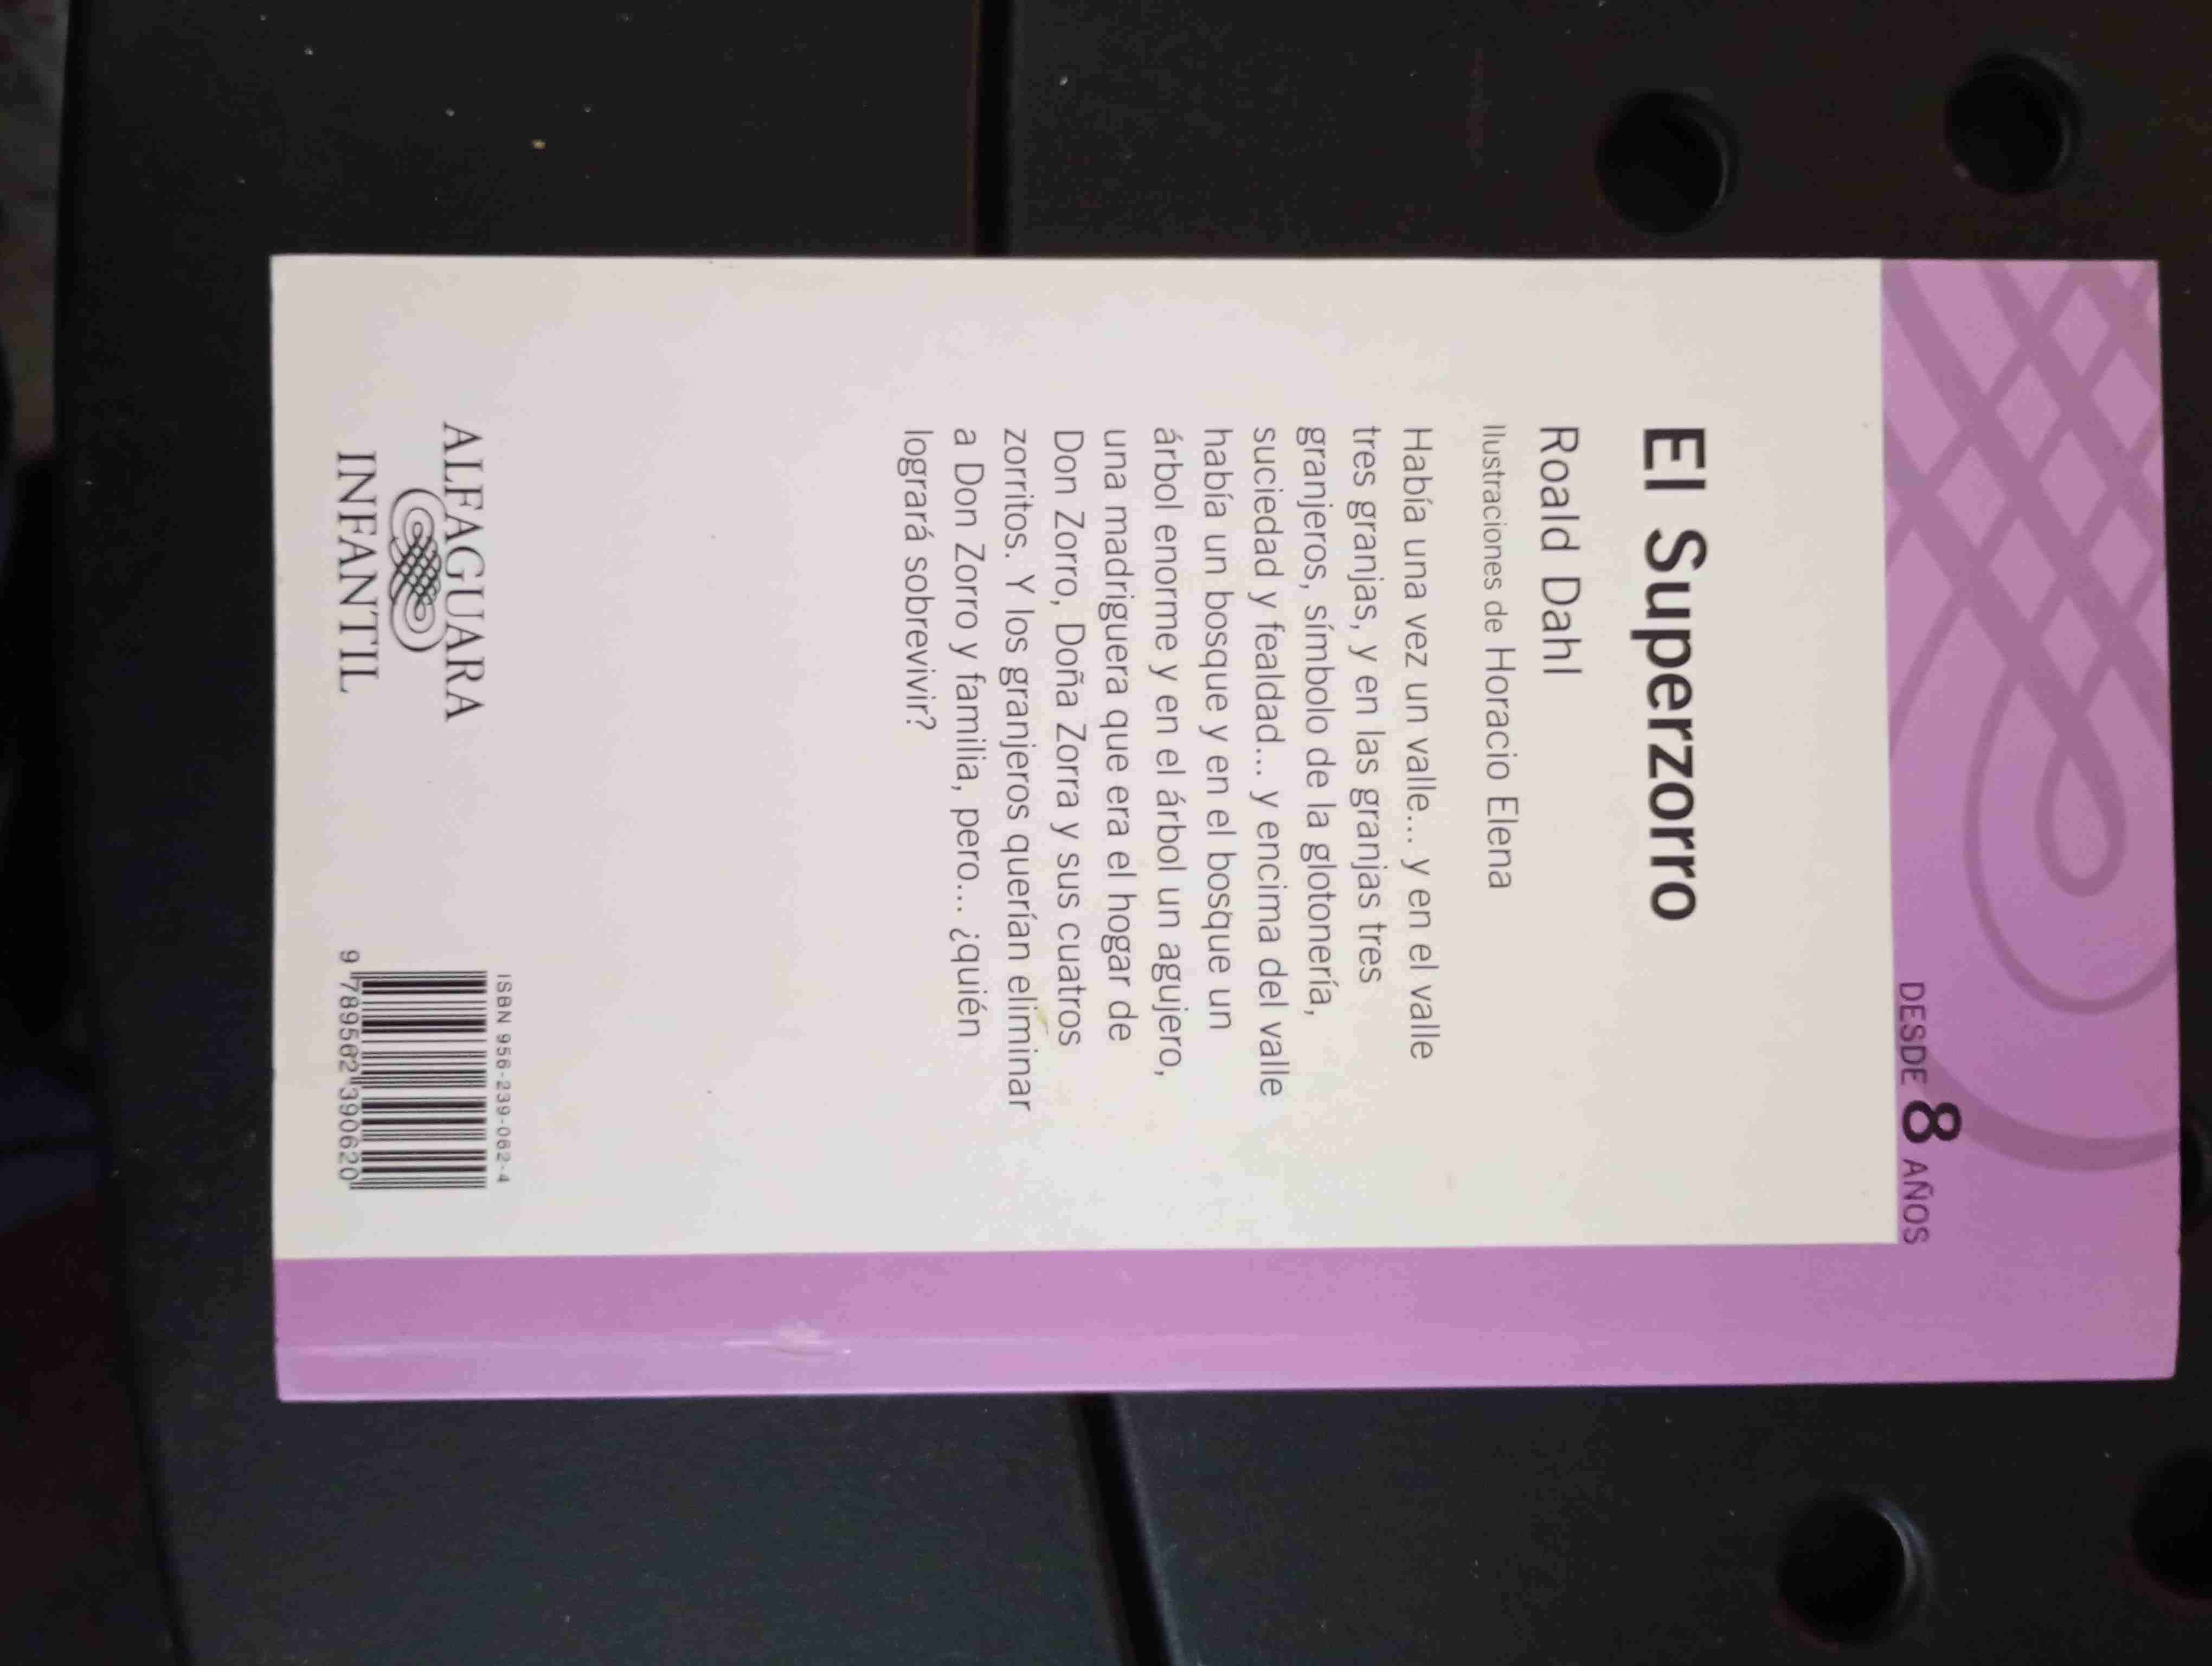 DESDE 8 AÑOS
El Superzorro
Roald Dahl
Ilustraciones de Horacio Elena
Había una vez un valle... y en el valle
tres granjas, y en las granjas tres
granjeros, símbolo de la glotonería,
suciedad y fealdad... y encima del valle
había un bosque y en el bosque un
árbol enorme y en el árbol un agujero,
una madriguera que era el hogar de
Don Zorro, Doña Zorra y sus cuatros
zorritos. Y los granjeros querían eliminar
a Don Zorro y familia, pero... ¿quién
logrará sobrevivir?
ALFAGUARA
INFANTIL
ISBN 956-239-062-4
9 789562 390620